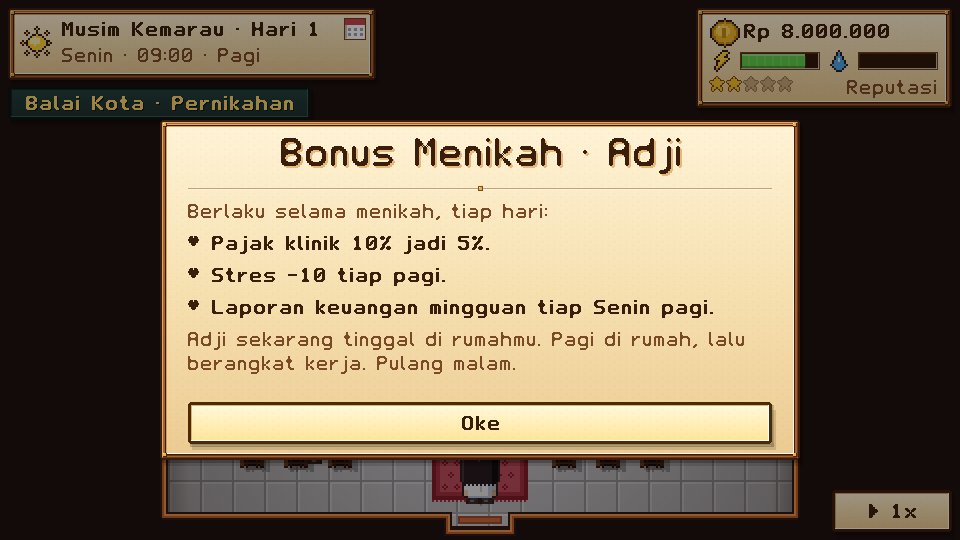 Musim Kemarau · Hari 1
Senin · 09:00 · Pagi
Rp 8.000.000
Reputasi
Balai Kota · Pernikahan
Bonus Menikah · Adji
Berlaku selama menikah, tiap hari:
♥ Pajak klinik 10% jadi 5%.
♥ Stres -10 tiap pagi.
♥ Laporan keuangan mingguan tiap Senin pagi.
Adji sekarang tinggal di rumahmu. Pagi di rumah, lalu
berangkat kerja. Pulang malam.
Oke
1x